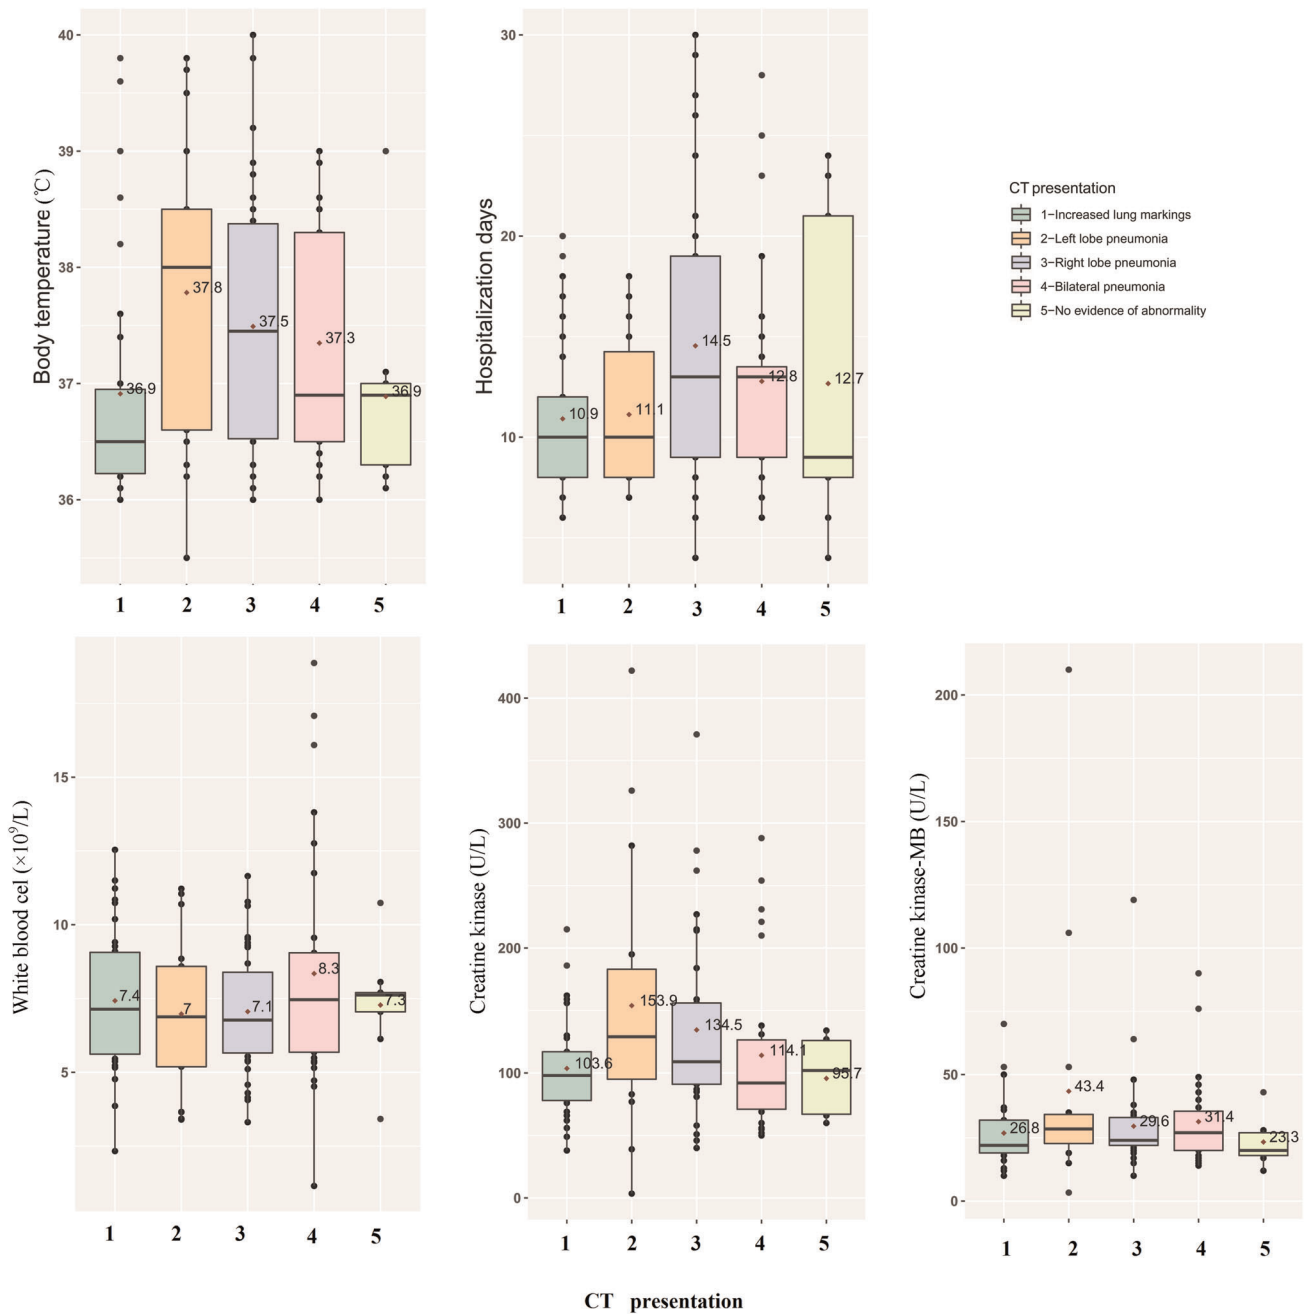 40
39
38
37
36
Body temperature (℃)
36.9
37.8
37.5
37.3
36.9
1 2 3 4 5
30
20
10
Hospitalization days
10.9
11.1
14.5
12.8
12.7
1 2 3 4 5
CT presentation
1-Increased lung markings
2-Left lobe pneumonia
3-Right lobe pneumonia
4-Bilateral pneumonia
5-No evidence of abnormality
15
10
5
White blood cel (×10⁹/L)
7.4
7
7.1
8.3
7.3
1 2 3 4 5
400
300
200
100
0
Creatine kinase (U/L)
103.6
153.9
134.5
114.1
95.7
1 2 3 4 5
200
150
100
50
0
Creatine kinase-MB (U/L)
26.8
43.4
29.6
31.4
23.3
1 2 3 4 5
CT presentation